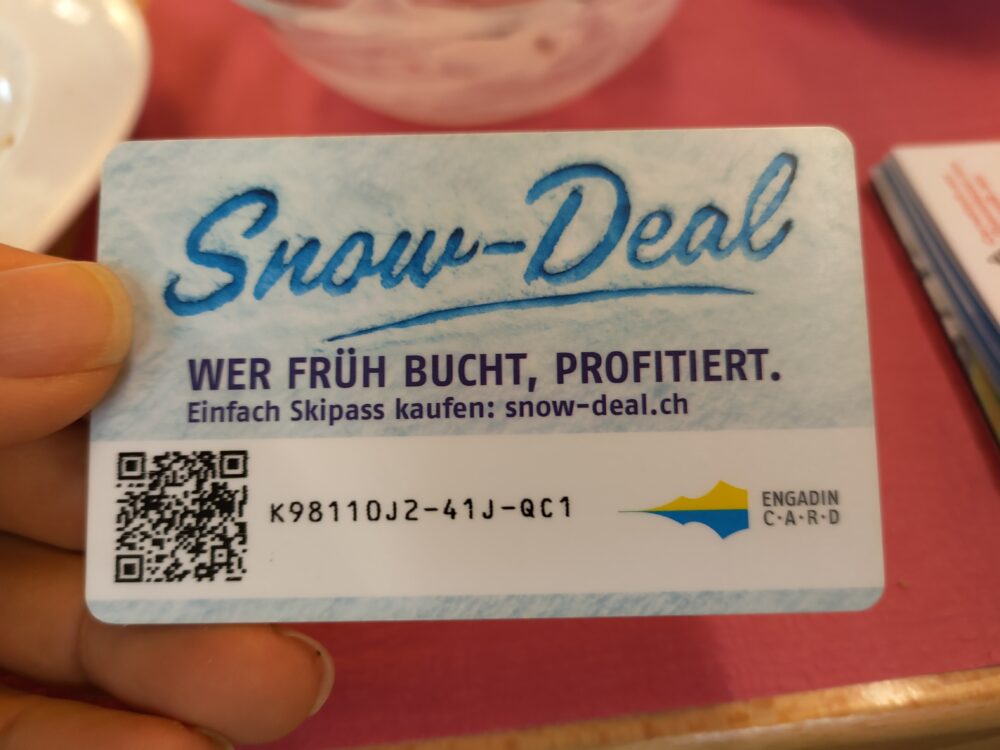 Snow-Deal
WER FRÜH BUCHT, PROFITIERT.
Einfach Skipass kaufen: snow-deal.ch
K98110J2-41J-QC1
ENGADIN
C·A·R·D